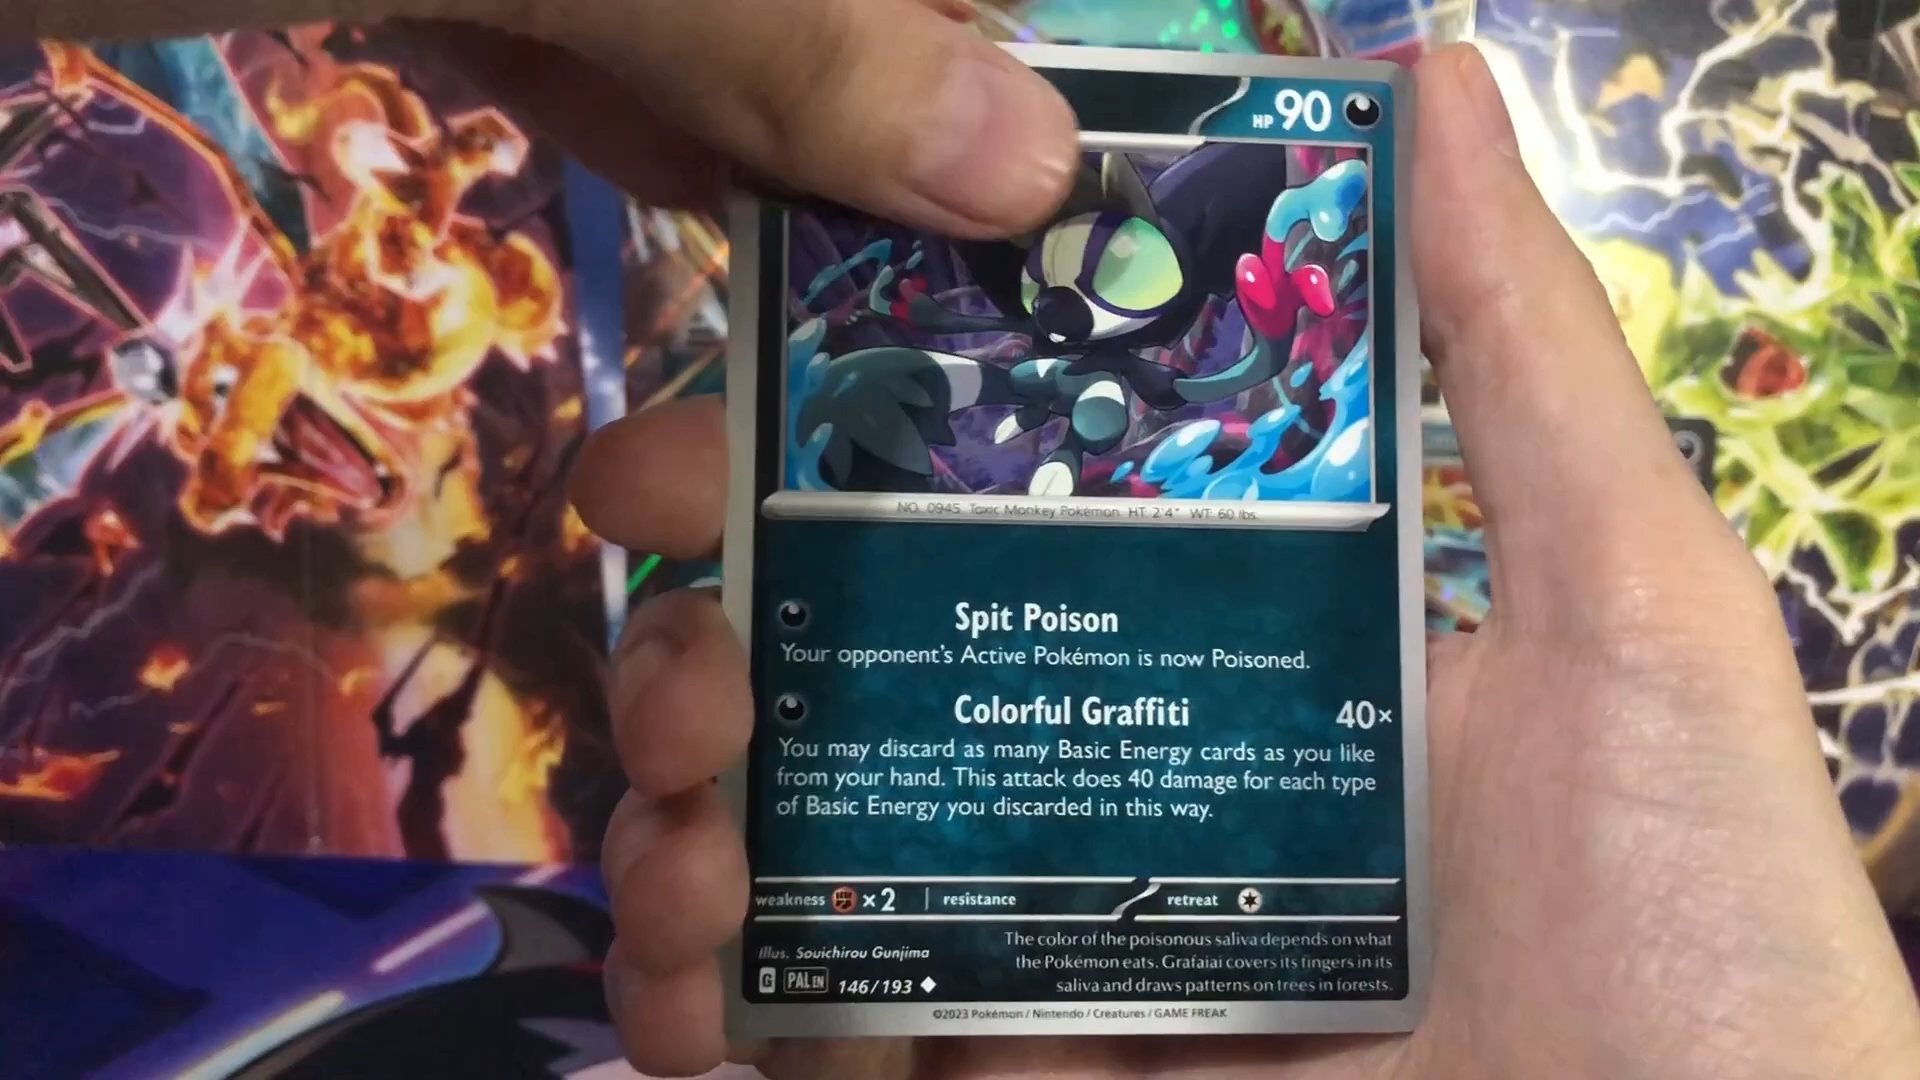 HP 90
NO. 0945 Toxic Monkey Pokémon HT: 2'4" WT: 60 lbs.
Spit Poison
Your opponent's Active Pokémon is now Poisoned.
Colorful Graffiti 40×
You may discard as many Basic Energy cards as you like
from your hand. This attack does 40 damage for each type
of Basic Energy you discarded in this way.
weakness ×2 resistance retreat
Illus. Souichirou Gunjima
G PAL EN 146/193
The color of the poisonous saliva depends on what
the Pokémon eats. Grafaiai covers its fingers in its
saliva and draws patterns on trees in forests.
©2023 Pokémon / Nintendo / Creatures / GAME FREAK